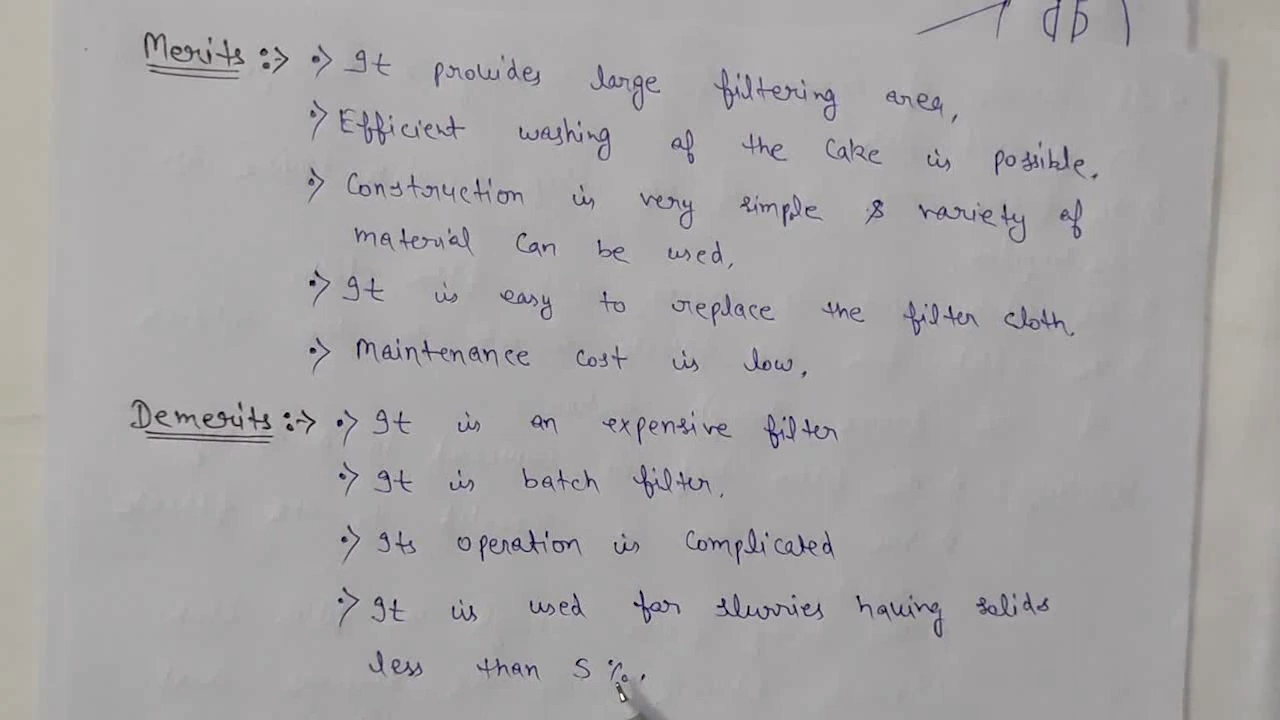 Merits :-> •> It provides large filtering area,
•> Efficient washing of the cake is possible.
•> Construction is very simple & variety of
material can be used,
•> It is easy to replace the filter cloth.
•> Maintenance cost is low,
Demerits :-> •> It is an expensive filter
•> It is batch filter.
•> Its operation is complicated
•> It is used for slurries having solids
less than 5%.